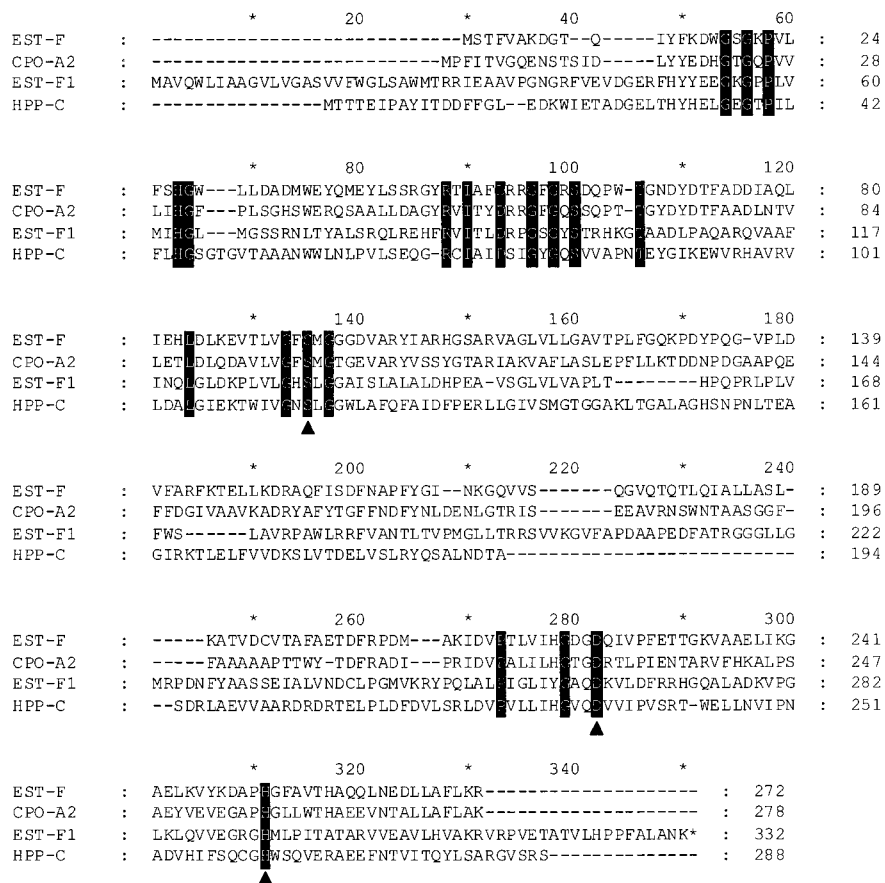 * 20 * 40 * 60
EST-F : -----------------------------MSTFVAKDGT--Q-----IYFKDWGSGKPVL : 24
CPO-A2 : ---------------------------MPFITVGQENSTSID-----LYYEDHGTGQPVV : 28
EST-F1 : MAVQWLIAAGVLVGASVVFWGLSAWMTRRIEAAVPGNGRFVEVDGERFHYYEEGKGPPLV : 60
HPP-C : ----------------MTTTEIPAYITDDFFGL--EDKWIETADGELTHYHELGEGTPIL : 42
* 80 * 100 * 120
EST-F : FSHGW---LLDADMWEYQMEYLSSRGYRTIAFDRRGFGRSDQPW-TGNDYDTFADDIAQL : 80
CPO-A2 : LIHGF---PLSGHSWERQSAALLDAGYRVITYDRRGFGQSSQPT-TGYDYDTFAADLNTV : 84
EST-F1 : MIHGL---MGSSRNLTYALSRQLREHFRVITLDRPGSGYSTRHKGTAADLPAQARQVAAF : 117
HPP-C : FLHGSGTGVTAAANWWLNLPVLSEQG-RCIAIDSIGYGQSVVAPNTEYGIKEWVRHAVRV : 101
* 140 * 160 * 180
EST-F : IEHLDLKEVTLVGFSMGGGDVARYIARHGSARVAGLVLLGAVTPLFGQKPDYPQG-VPLD : 139
CPO-A2 : LETLDLQDAVLVGFSMGTGEVARYVSSYGTARIAKVAFLASLEPFLLKTDDNPDGAAPQE : 144
EST-F1 : INQLGLDKPLVLGHSLGGAISLALALDHPEA-VSGLVLVAPLT--------HPQPRLPLV : 168
HPP-C : LDALGIEKTWIVGNSLGGWLAFQFAIDFPERLLGIVSMGTGGAKLTGALAGHSNPNLTEA : 161
▲
* 200 * 220 * 240
EST-F : VFARFKTELLKDRAQFISDFNAPFYGI--NKGQVVS-------QGVQTQTLQIALLASL- : 189
CPO-A2 : FFDGIVAAVKADRYAFYTGFFNDFYNLDENLGTRIS-------EEAVRNSWNTAASGGF- : 196
EST-F1 : FWS------LAVRPAWLRRFVANTLTVPMGLLTRRSVVKGVFAPDAAPEDFATRGGGLLG : 222
HPP-C : GIRKTLELFVVDKSLVTDELVSLRYQSALNDTA--------------------------- : 194
* 260 * 280 * 300
EST-F : -----KATVDCVTAFAETDFRPDM---AKIDVPTLVIHGDGDQIVPFETTGKVAAELIKG : 241
CPO-A2 : -----FAAAAAPTTWY-TDFRADI---PRIDVPALILHGTGDRTLPIENTARVFHKALPS : 247
EST-F1 : MRPDNFYAASSEIALVNDCLPGMVKRYPQLALPIGLIYGAQDKVLDFRRHGQALADKVPG : 282
HPP-C : --SDRLAEVVAARDRDRTELPLDFDVLSRLDVPVLLIHGVQDVVIPVSRT-WELLNVIPN : 251
▲
* 320 * 340 *
EST-F : AELKVYKDAPHGFAVTHAQQLNEDLLAFLKR-------------------- : 272
CPO-A2 : AEYVEVEGAPHGLLWTHAEEVNTALLAFLAK-------------------- : 278
EST-F1 : LKLQVVEGRGHMLPITATARVVEAVLHVAKRVRPVETATVLHPPFALANK* : 332
HPP-C : ADVHIFSQCGHWSQVERAEEFNTVITQYLSARGVSRS-------------- : 288
▲